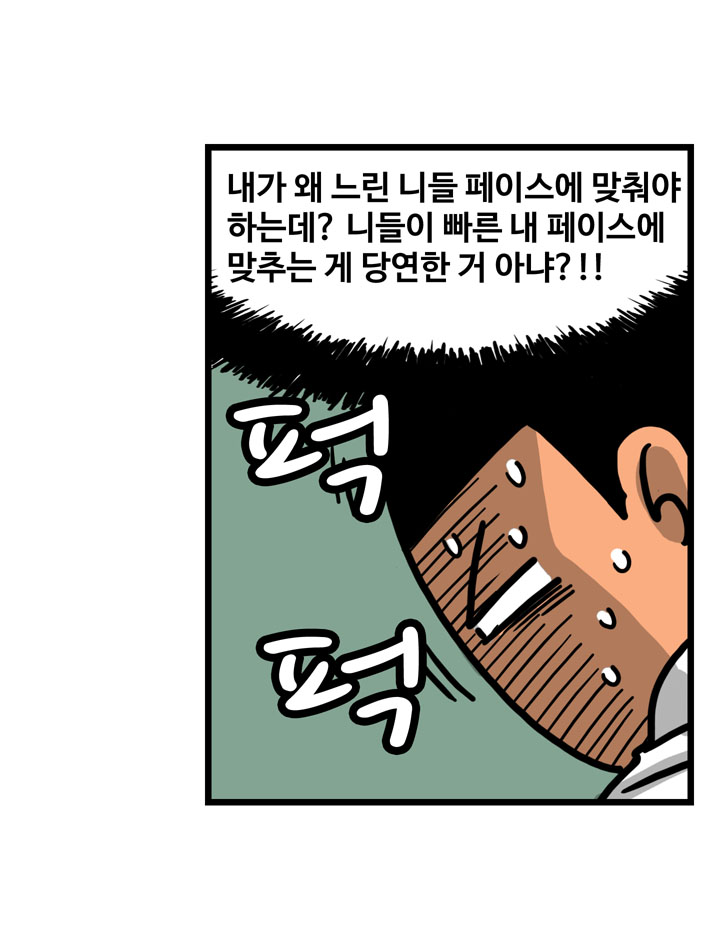 내가 왜 느린 니들 페이스에 맞춰야
하는데? 니들이 빠른 내 페이스에
맞추는 게 당연한 거 아냐?!!
퍽
퍽